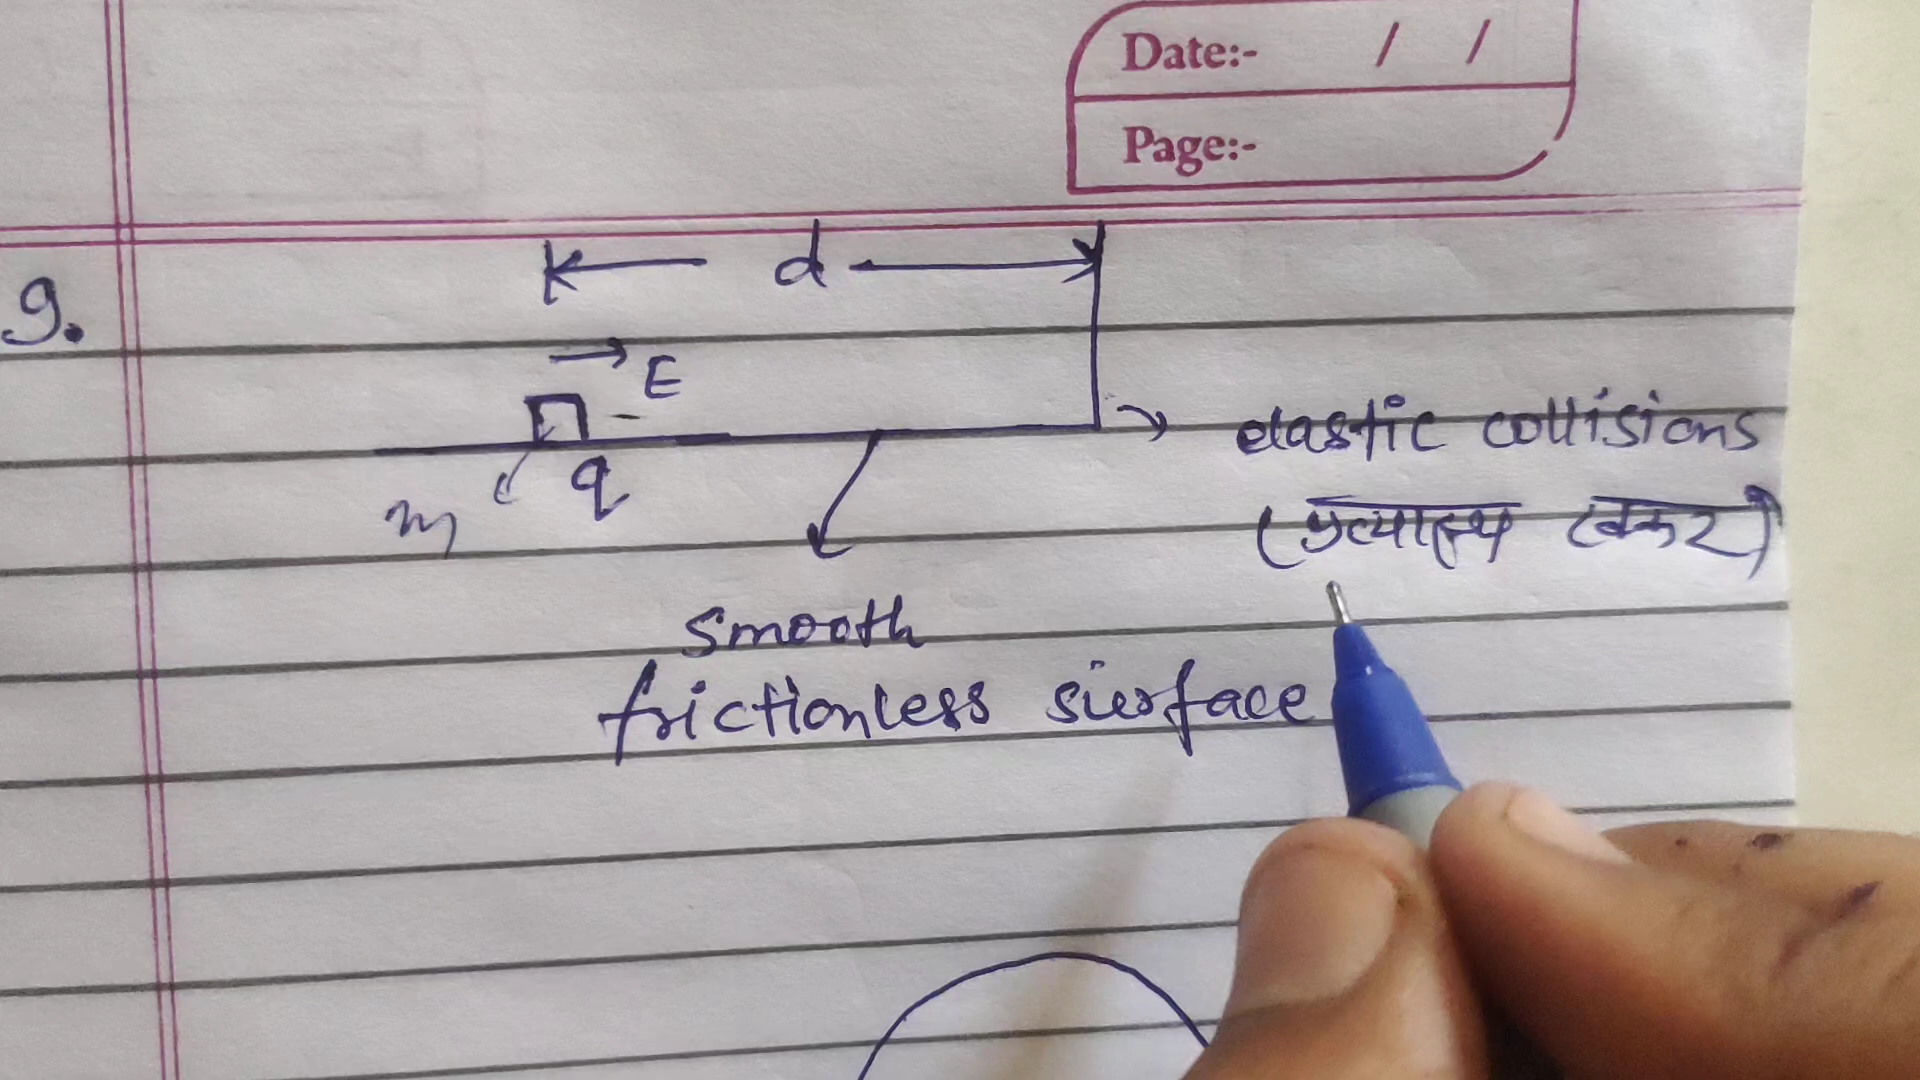 Date:- / /
Page:-
d
9.
E
q
m
elastic collisions
(प्रत्यास्थ टक्कर)
smooth
frictionless surface